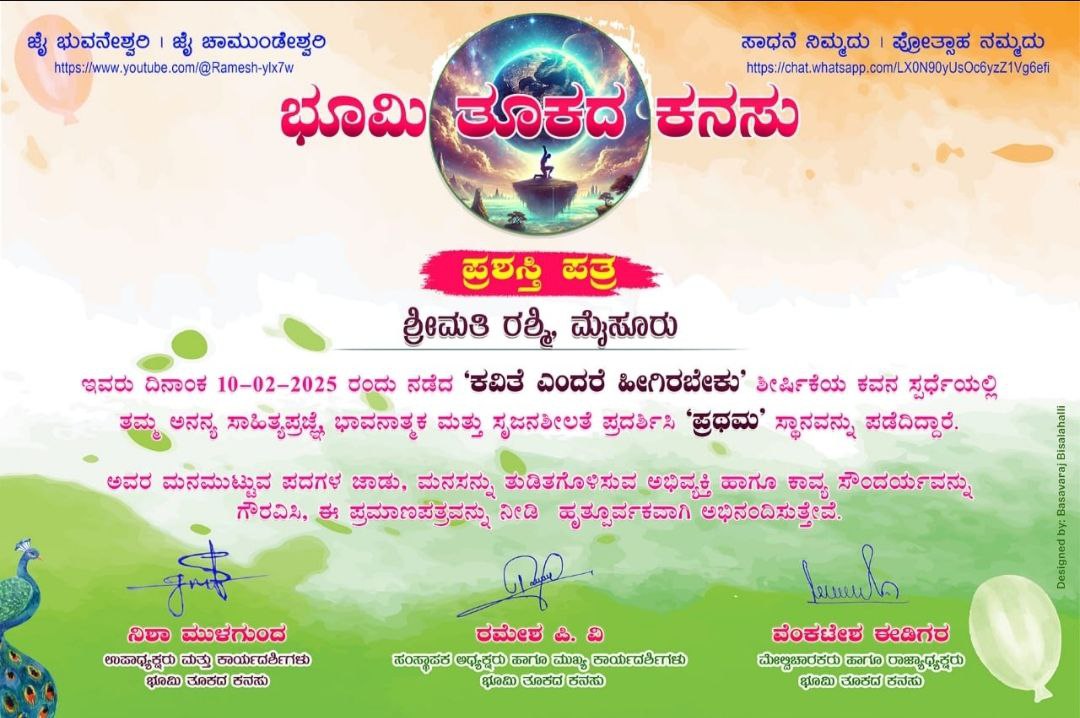 ಜೈ ಭುವನೇಶ್ವರಿ । ಜೈ ಚಾಮುಂಡೇಶ್ವರಿ
https://www.youtube.com/@Ramesh-ylx7w
ಸಾಧನೆ ನಿಮ್ಮದು । ಪ್ರೋತ್ಸಾಹ ನಮ್ಮದು
https://chat.whatsapp.com/LX0N90yUsOc6yzZ1Vg6efi
ಭೂಮಿ ತೂಕದ ಕನಸು
ಪ್ರಶಸ್ತಿ ಪತ್ರ
ಶ್ರೀಮತಿ ರಶ್ಮಿ, ಮೈಸೂರು
ಇವರು ದಿನಾಂಕ 10-02-2025 ರಂದು ನಡೆದ 'ಕವಿತೆ ಎಂದರೆ ಹೀಗಿರಬೇಕು' ಶೀರ್ಷಿಕೆಯ ಕವನ ಸ್ಪರ್ಧೆಯಲ್ಲಿ
ತಮ್ಮ ಅನನ್ಯ ಸಾಹಿತ್ಯಪ್ರಜ್ಞೆ, ಭಾವನಾತ್ಮಕ ಮತ್ತು ಸೃಜನಶೀಲತೆ ಪ್ರದರ್ಶಿಸಿ 'ಪ್ರಥಮ' ಸ್ಥಾನವನ್ನು ಪಡೆದಿದ್ದಾರೆ.
ಅವರ ಮನಮುಟ್ಟುವ ಪದಗಳ ಜಾಡು, ಮನಸನ್ನು ತುಡಿತಗೊಳಿಸುವ ಅಭಿವ್ಯಕ್ತಿ ಹಾಗೂ ಕಾವ್ಯ ಸೌಂದರ್ಯವನ್ನು
ಗೌರವಿಸಿ, ಈ ಪ್ರಮಾಣಪತ್ರವನ್ನು ನೀಡಿ ಹೃತ್ಪೂರ್ವಕವಾಗಿ ಅಭಿನಂದಿಸುತ್ತೇವೆ.
ನಿಶಾ ಮುಳಗುಂದ
ಉಪಾಧ್ಯಕ್ಷರು ಮತ್ತು ಕಾರ್ಯದರ್ಶಿಗಳು
ಭೂಮಿ ತೂಕದ ಕನಸು
ರಮೇಶ ಪಿ. ವಿ
ಸಂಸ್ಥಾಪಕ ಅಧ್ಯಕ್ಷರು ಹಾಗೂ ಮುಖ್ಯ ಕಾರ್ಯದರ್ಶಿಗಳು
ಭೂಮಿ ತೂಕದ ಕನಸು
ವೆಂಕಟೇಶ ಈಡಿಗರ
ಮೇಲ್ವಿಚಾರಕರು ಹಾಗೂ ರಾಜ್ಯಾಧ್ಯಕ್ಷರು
ಭೂಮಿ ತೂಕದ ಕನಸು
Designed by: Basavaraj Bisalahalli